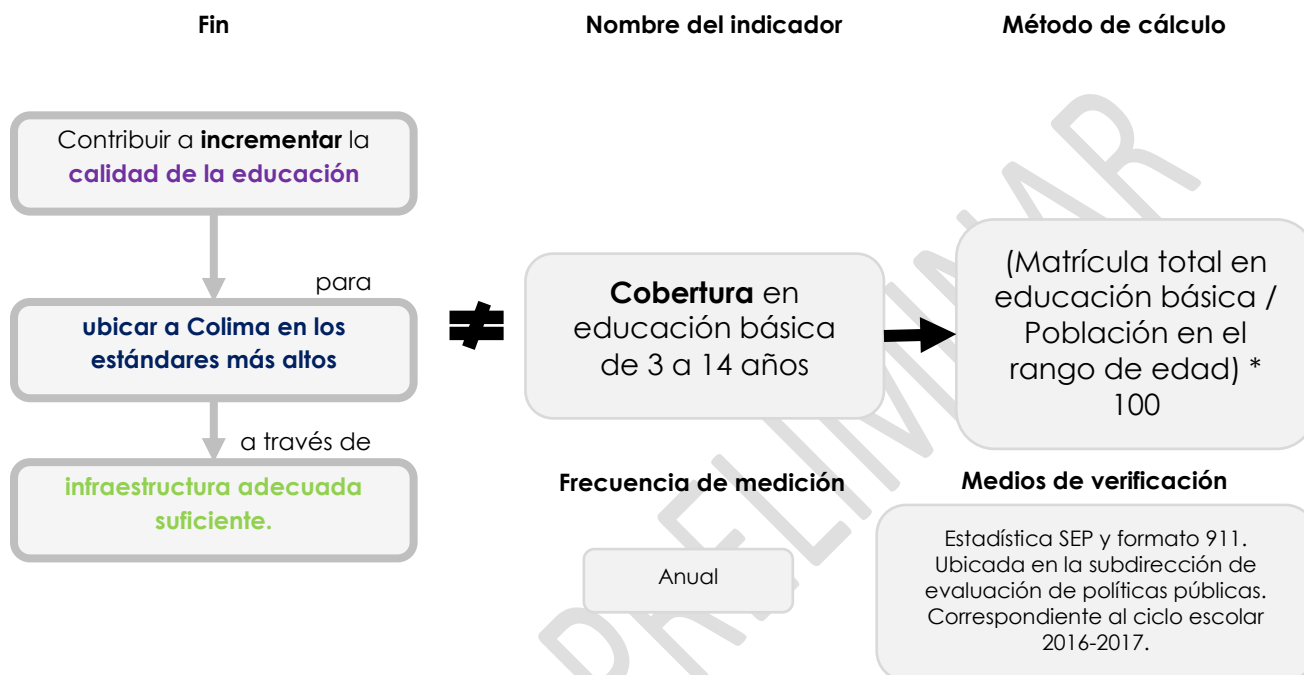 Fin
Nombre del indicador
Método de cálculo
Contribuir a incrementar la
calidad de la educación
para
ubicar a Colima en los
estándares más altos
a través de
infraestructura adecuada
suficiente.
≠
Cobertura en
educación básica
de 3 a 14 años
(Matrícula total en
educación básica /
Población en el
rango de edad) *
100
Frecuencia de medición
Medios de verificación
Anual
Estadística SEP y formato 911.
Ubicada en la subdirección de
evaluación de políticas públicas.
Correspondiente al ciclo escolar
2016-2017.
PRELIMINAR